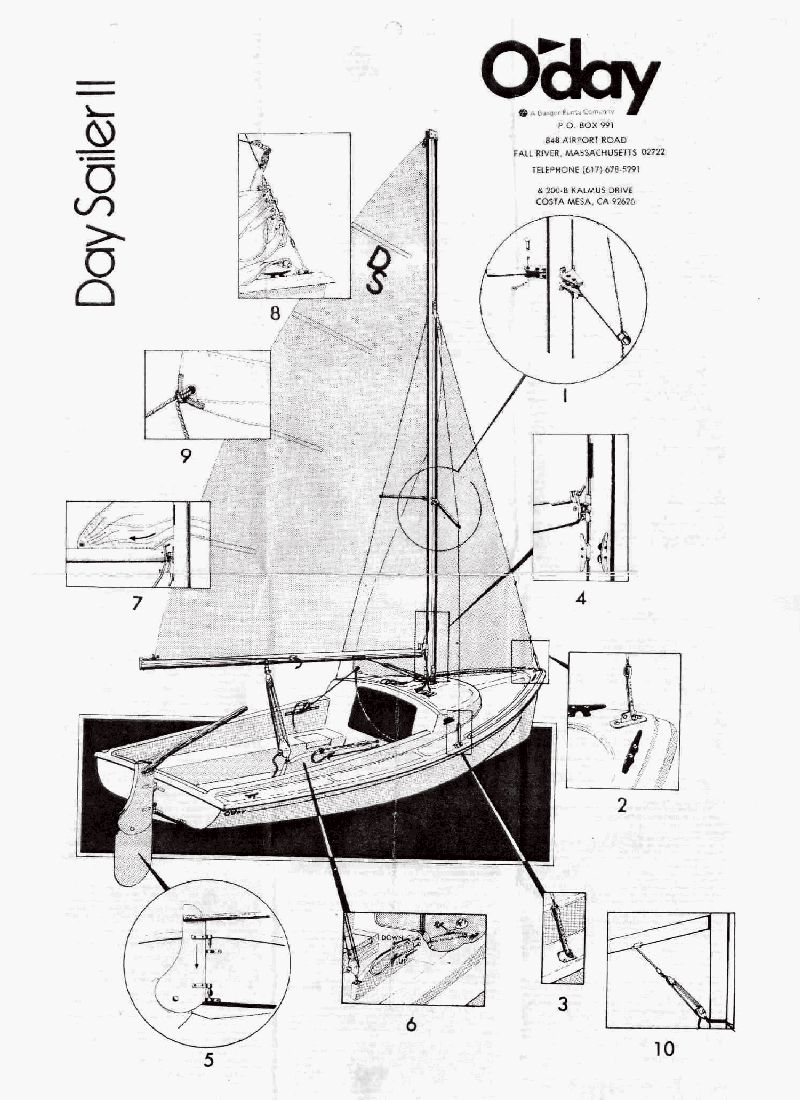 Day Sailer II
O'day
A Bangor Punta Company
P.O. BOX 991
848 AIRPORT ROAD
FALL RIVER, MASSACHUSETTS 02722
TELEPHONE (617) 678-5291
& 200-B KALMUS DRIVE
COSTA MESA, CA 92626
DS
8
1
9
4
7
2
DOWN
UP
3
6
5
10